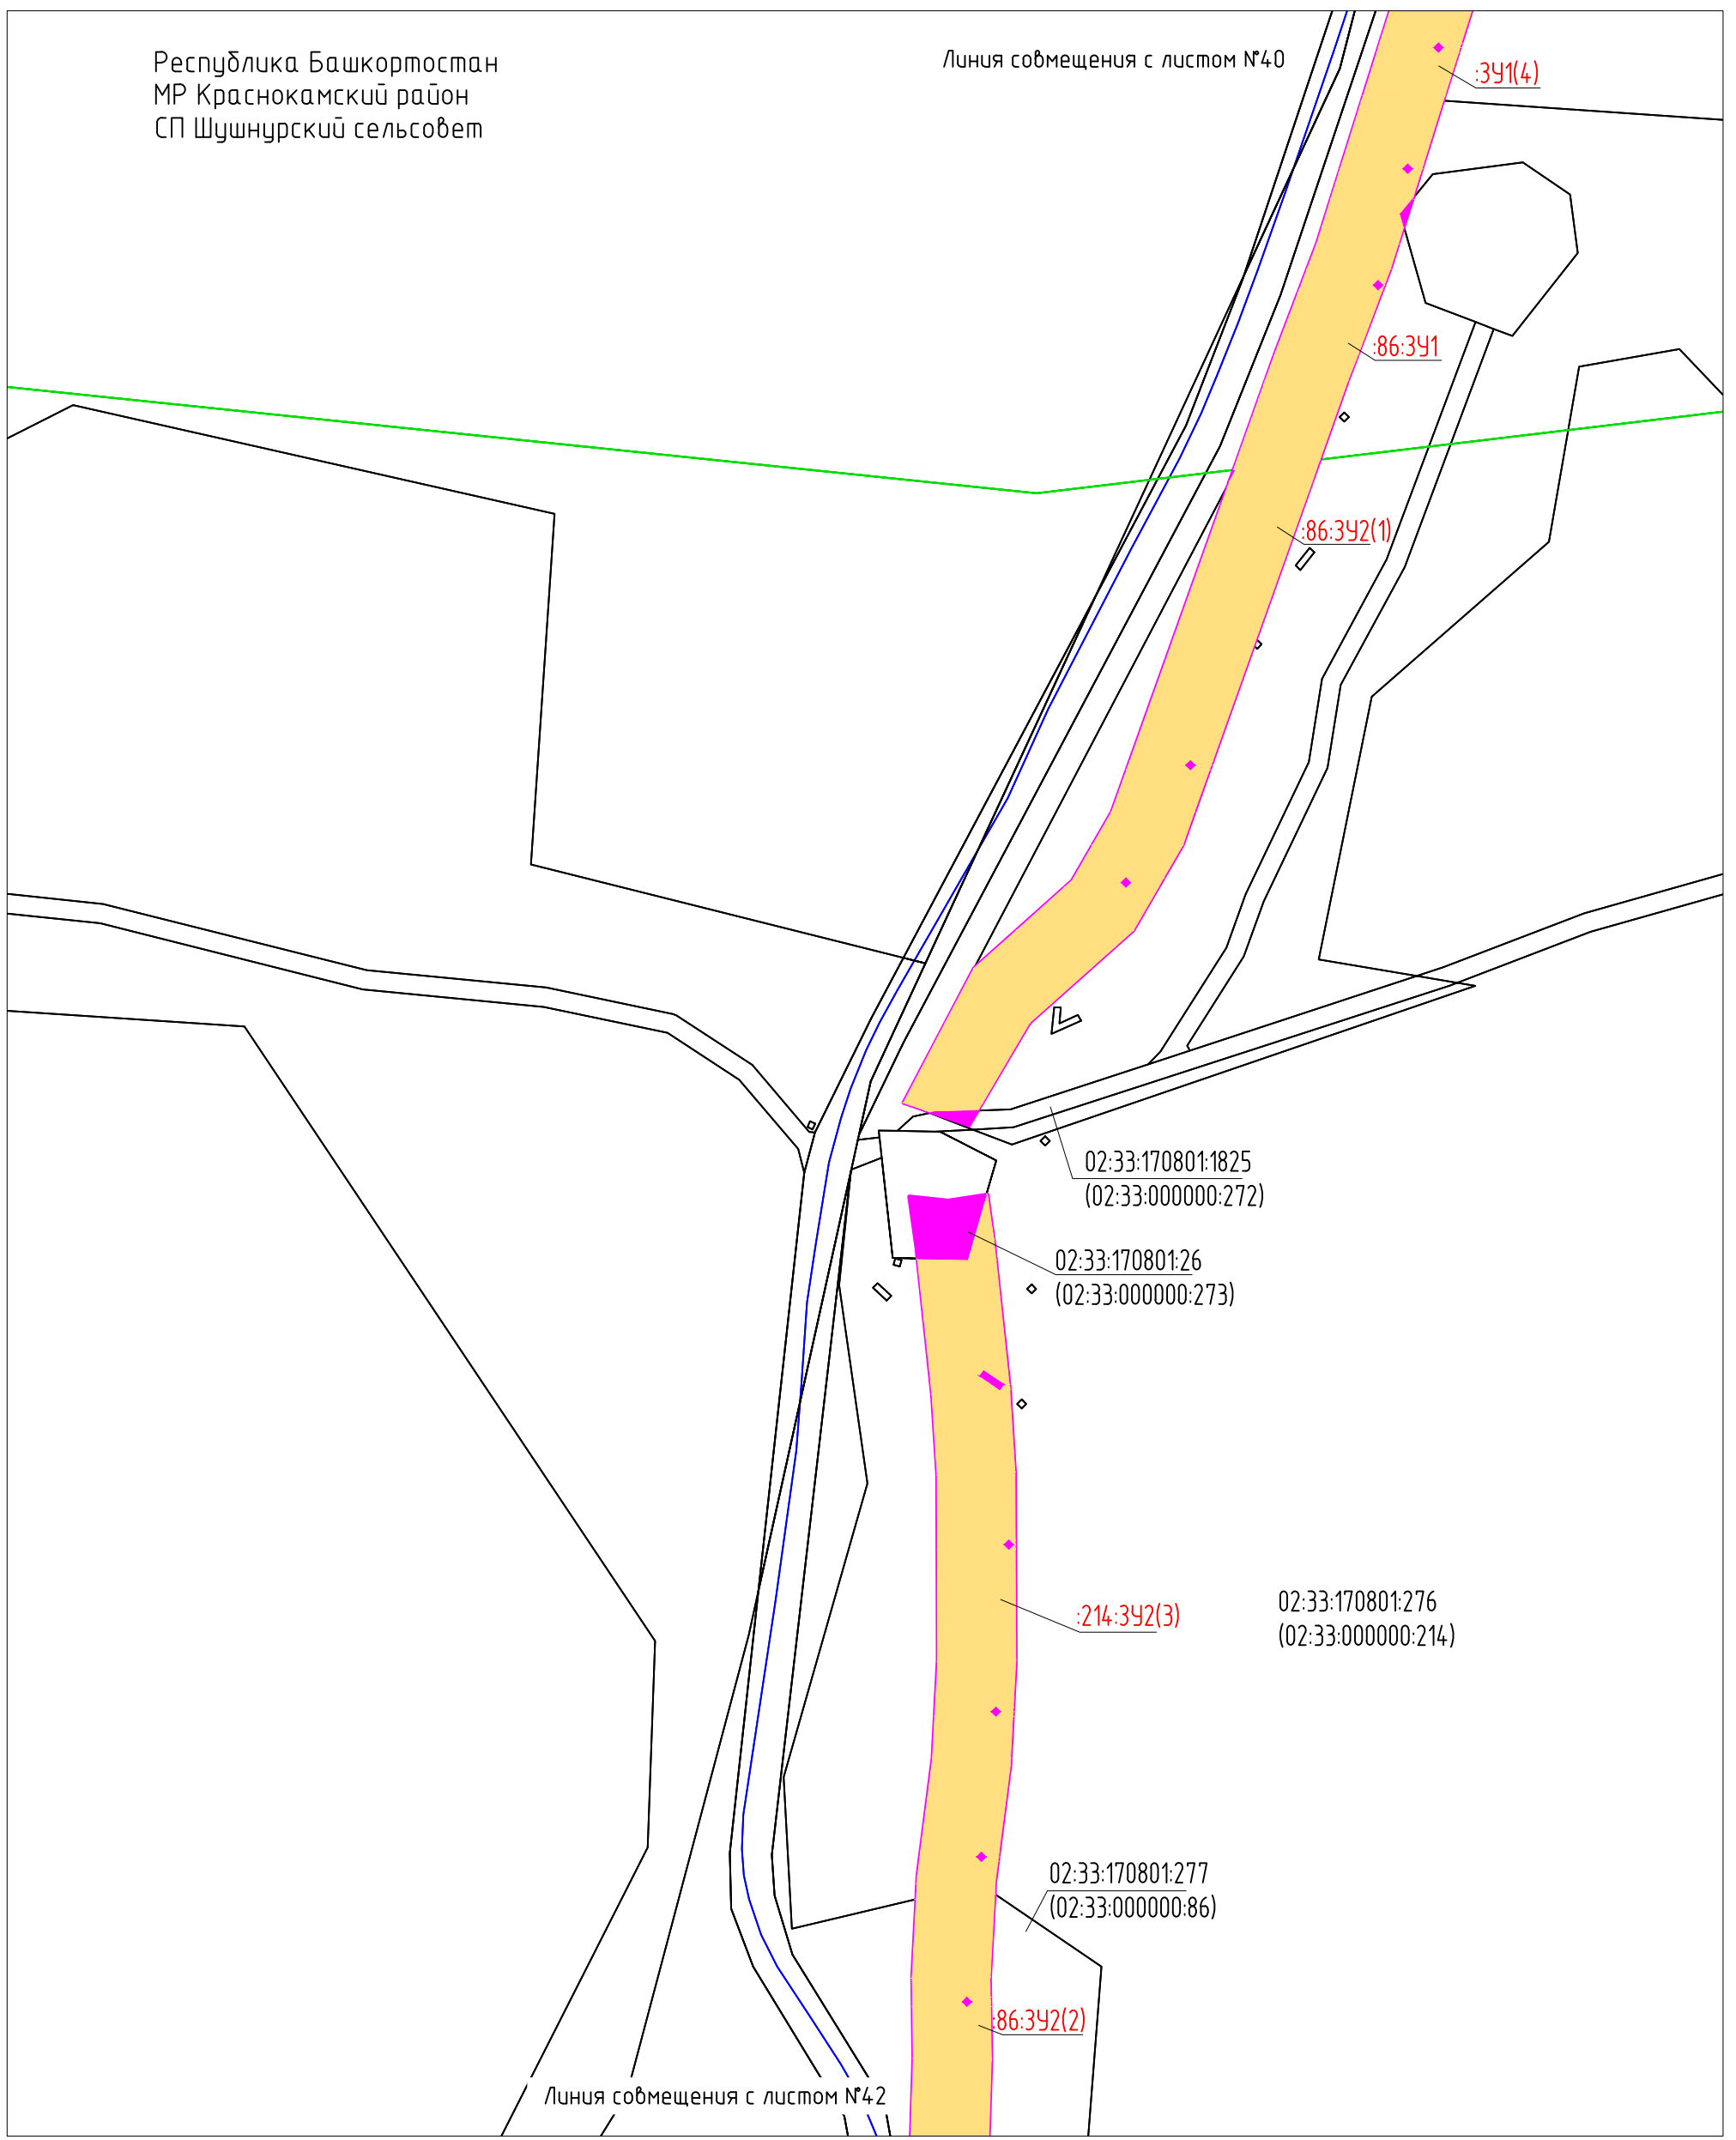 Республика Башкортостан
МР Краснокамский район
СП Шушнурский сельсовет
Линия совмещения с листом №40
:ЗУ1(4)
:86:ЗУ1
:86:ЗУ2(1)
02:33:170801:1825
(02:33:000000:272)
02:33:170801:26
(02:33:000000:273)
:214:ЗУ2(3)
02:33:170801:276
(02:33:000000:214)
02:33:170801:277
(02:33:000000:86)
:86:ЗУ2(2)
Линия совмещения с листом №42